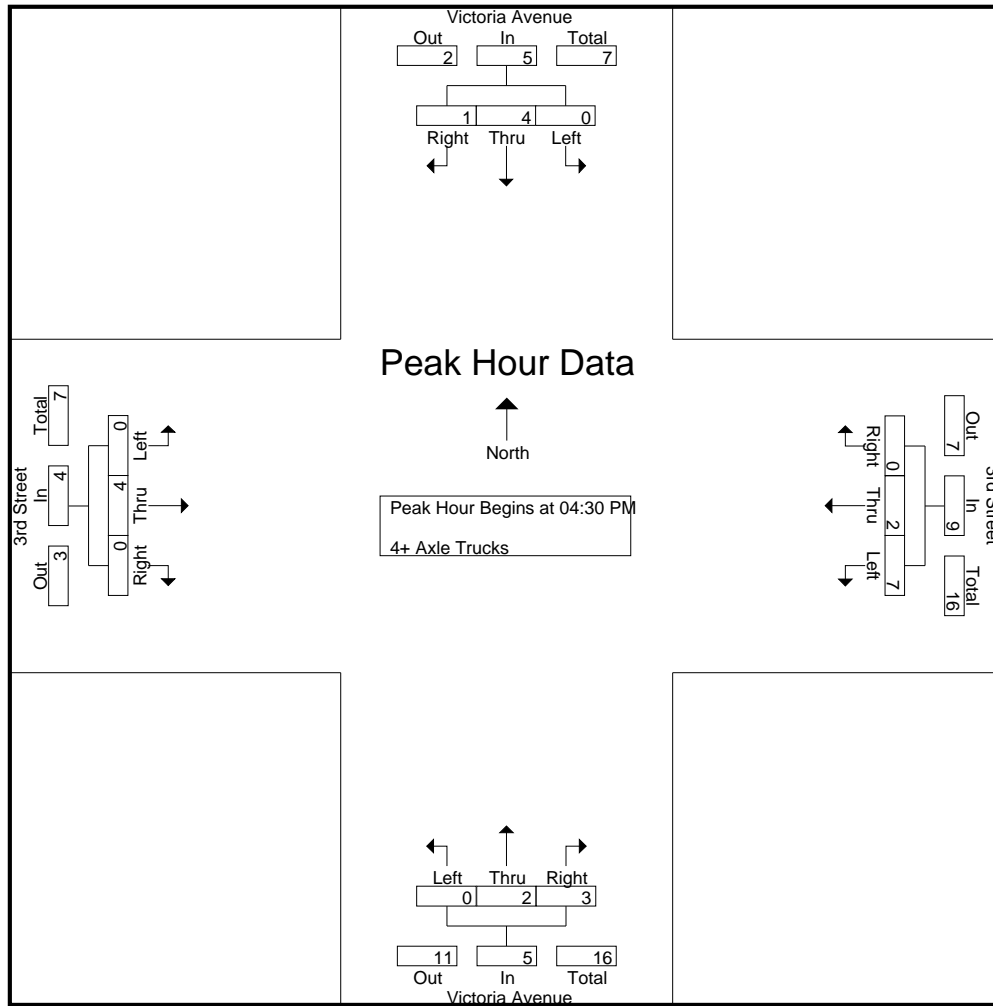 Victoria Avenue
Out In Total
2 5 7
1 4 0
Right Thru Left
Peak Hour Data
North
Peak Hour Begins at 04:30 PM
4+ Axle Trucks
3rd Street
Out In Total
3 4 7
0 4 0
Right Thru Left
3rd Street
Out In Total
7 9 16
0 2 7
Right Thru Left
Left Thru Right
0 2 3
11 5 16
Out In Total
Victoria Avenue